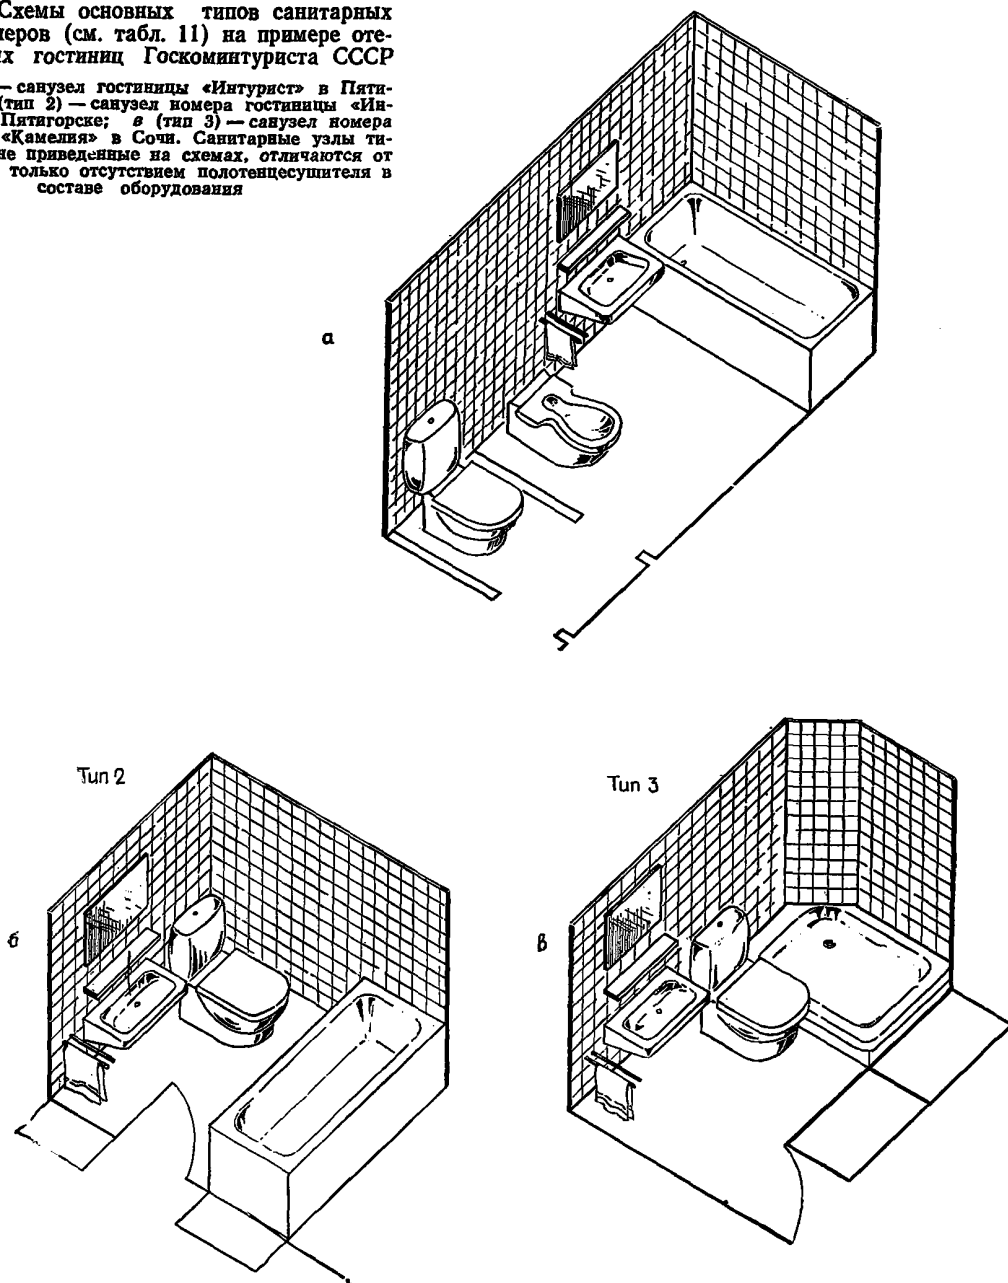 Схемы основных типов санитарных
меров (см. табл. 11) на примере оте-
х гостиниц Госкоминтуриста СССР
— санузел гостиницы «Интурист» в Пяти-
(тип 2) — санузел номера гостиницы «Ин-
Пятигорске; в (тип 3) — санузел номера
«Камелия» в Сочи. Санитарные узлы ти-
не приведенные на схемах, отличаются от
только отсутствием полотенцесушителя в
составе оборудования
а
Тип 2
Тип 3
б
в